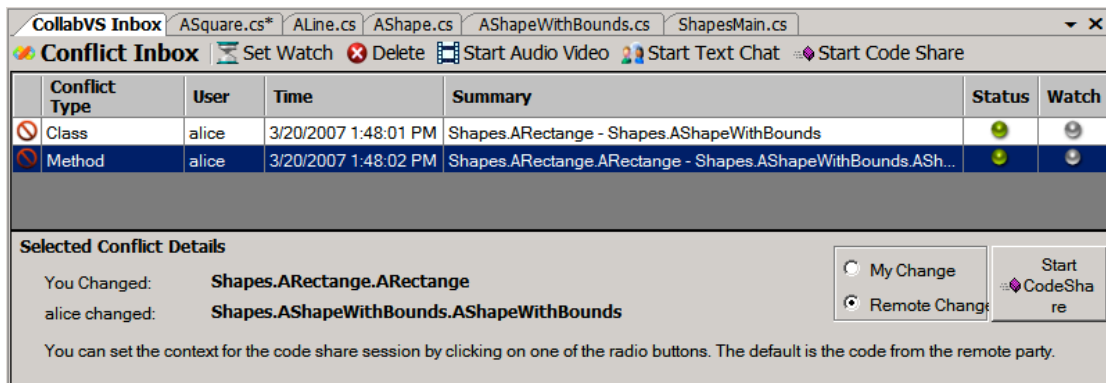 CollabVS Inbox ASquare.cs* ALine.cs AShape.cs AShapeWithBounds.cs ShapesMain.cs
Conflict Inbox Set Watch Delete Start Audio Video Start Text Chat Start Code Share
Conflict Type User Time Summary Status Watch
Class alice 3/20/2007 1:48:01 PM Shapes.ARectange - Shapes.AShapeWithBounds
Method alice 3/20/2007 1:48:02 PM Shapes.ARectange.ARectange - Shapes.AShapeWithBounds.ASh...
Selected Conflict Details
You Changed: Shapes.ARectange.ARectange
alice changed: Shapes.AShapeWithBounds.AShapeWithBounds
My Change
Remote Change
Start
CodeSha
re
You can set the context for the code share session by clicking on one of the radio buttons. The default is the code from the remote party.